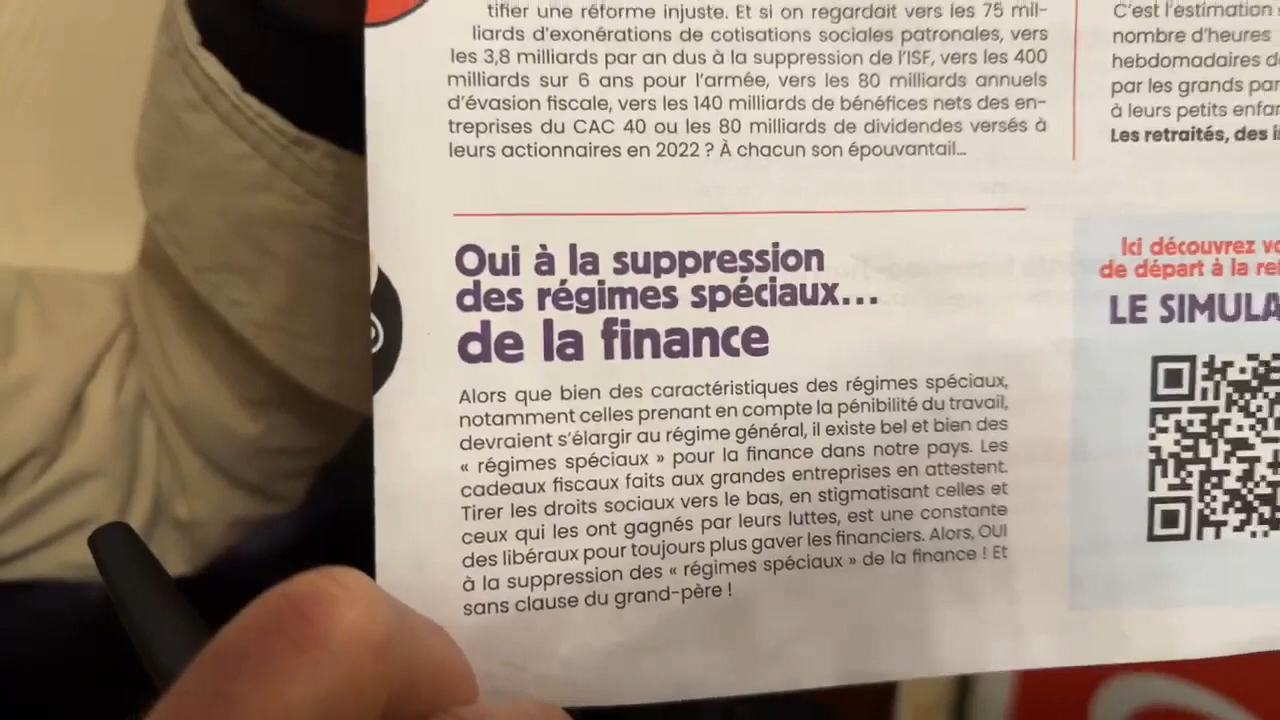 tifier une réforme injuste. Et si on regardait vers les 75 mil-
liards d'exonérations de cotisations sociales patronales, vers
les 3,8 milliards par an dus à la suppression de l'ISF, vers les 400
milliards sur 6 ans pour l'armée, vers les 80 milliards annuels
d'évasion fiscale, vers les 140 milliards de bénéfices nets des en-
treprises du CAC 40 ou les 80 milliards de dividendes versés à
leurs actionnaires en 2022 ? À chacun son épouvantail...
Oui à la suppression
des régimes spéciaux...
de la finance
Alors que bien des caractéristiques des régimes spéciaux,
notamment celles prenant en compte la pénibilité du travail,
devraient s'élargir au régime général, il existe bel et bien des
« régimes spéciaux » pour la finance dans notre pays. Les
cadeaux fiscaux faits aux grandes entreprises en attestent.
Tirer les droits sociaux vers le bas, en stigmatisant celles et
ceux qui les ont gagnés par leurs luttes, est une constante
des libéraux pour toujours plus gaver les financiers. Alors, OUI
à la suppression des « régimes spéciaux » de la finance ! Et
sans clause du grand-père !
C'est l'estimation
nombre d'heures
hebdomadaires
par les grands
à leurs petits
Les retraités, des
Ici découvrez
de départ à la
LE